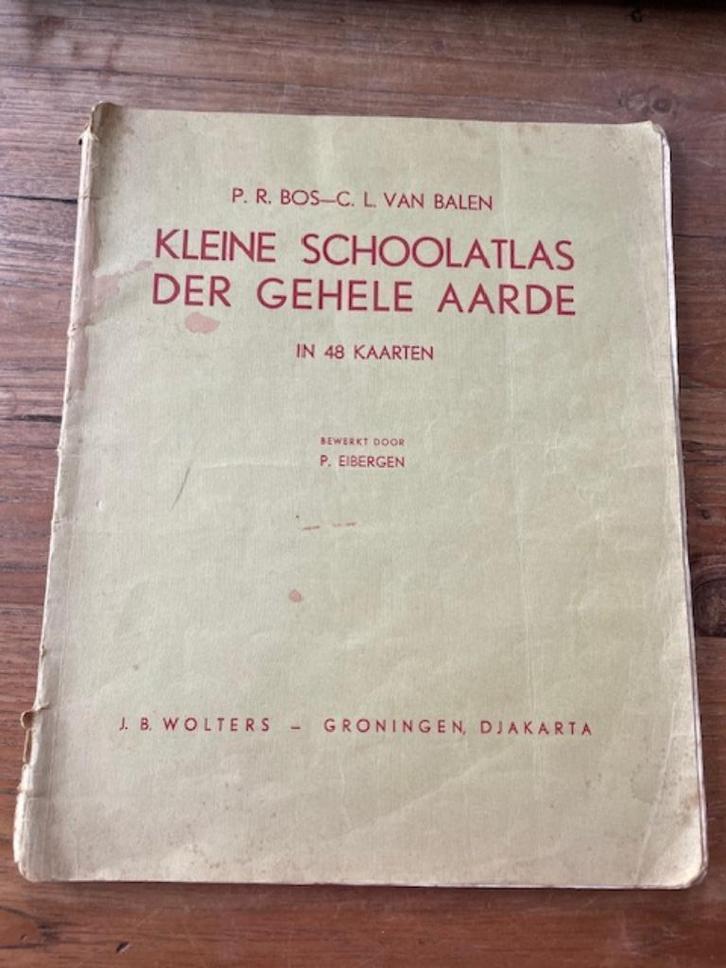 P. R. BOS—C. L. VAN BALEN
KLEINE SCHOOLATLAS
DER GEHELE AARDE
IN 48 KAARTEN
BEWERKT DOOR
P. EIBERGEN
J. B. WOLTERS – GRONINGEN, DJAKARTA